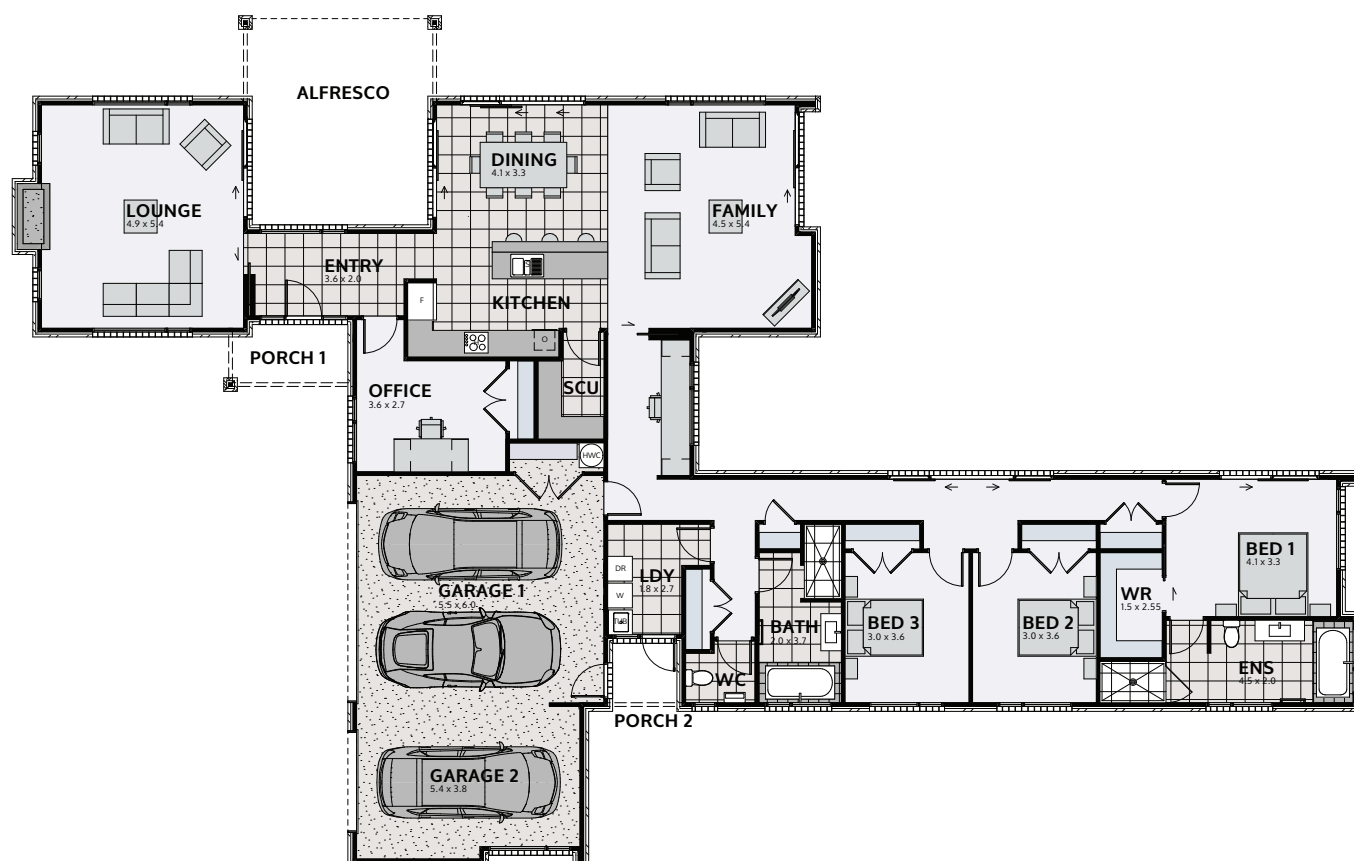 ALFRESCO
DINING
4.1 x 3.3
LOUNGE
4.9 x 5.4
FAMILY
4.5 x 5.4
ENTRY
3.6 x 2.0
F
KITCHEN
PORCH 1
OFFICE
3.6 x 2.7
SCU
HWC
BED 1
4.1 x 3.3
DR
LDY
1.8 x 2.7
W
TUB
GARAGE 1
5.5 x 6.0
WR
1.5 x 2.55
BATH
2.0 x 3.7
BED 3
3.0 x 3.6
BED 2
3.0 x 3.6
ENS
4.5 x 2.0
WC
PORCH 2
GARAGE 2
5.4 x 3.8